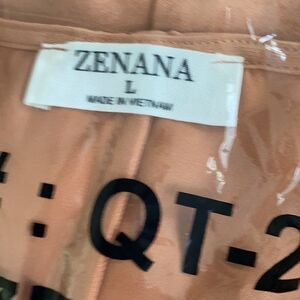 ZENANA
L
MADE IN VIETNAM
: QT-2